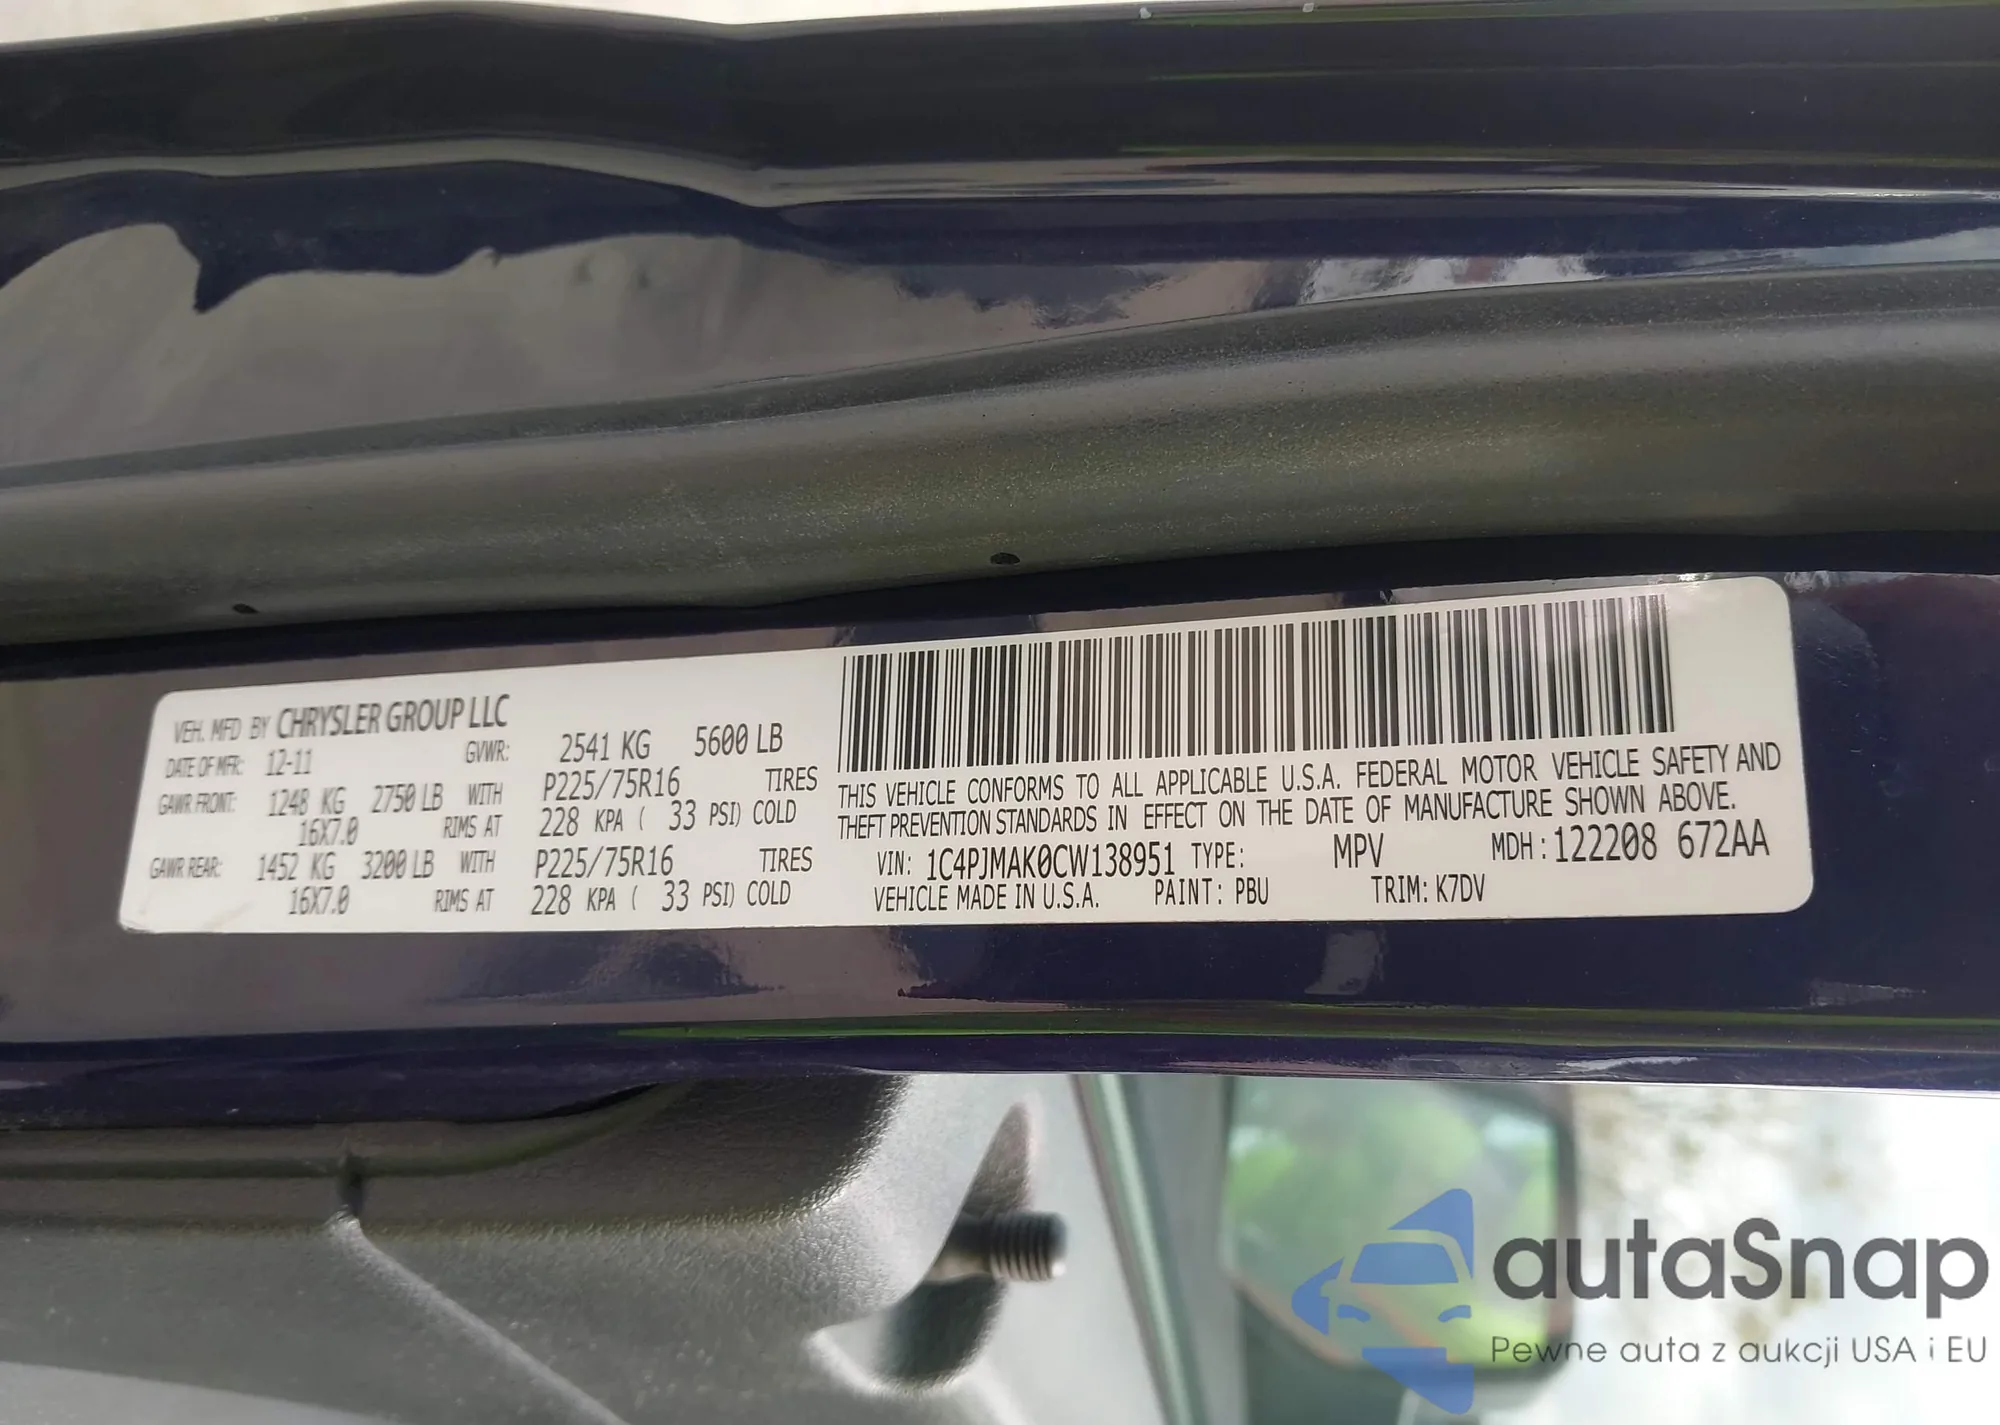 VEH. MFD BY CHRYSLER GROUP LLC
DATE OF MFR: 12-11 GVWR: 2541 KG 5600 LB
GAWR FRONT: 1248 KG 2750 LB WITH P225/75R16 TIRES
16X7.0 RIMS AT 228 KPA ( 33 PSI) COLD
GAWR REAR: 1452 KG 3200 LB WITH P225/75R16 TIRES
16X7.0 RIMS AT 228 KPA ( 33 PSI) COLD
THIS VEHICLE CONFORMS TO ALL APPLICABLE U.S.A. FEDERAL MOTOR VEHICLE SAFETY AND
THEFT PREVENTION STANDARDS IN EFFECT ON THE DATE OF MANUFACTURE SHOWN ABOVE.
VIN: 1C4PJMAK0CW138951 TYPE: MPV MDH: 122208 672AA
VEHICLE MADE IN U.S.A. PAINT: PBU TRIM: K7DV
autaSnap
Pewne auta z aukcji USA i EU